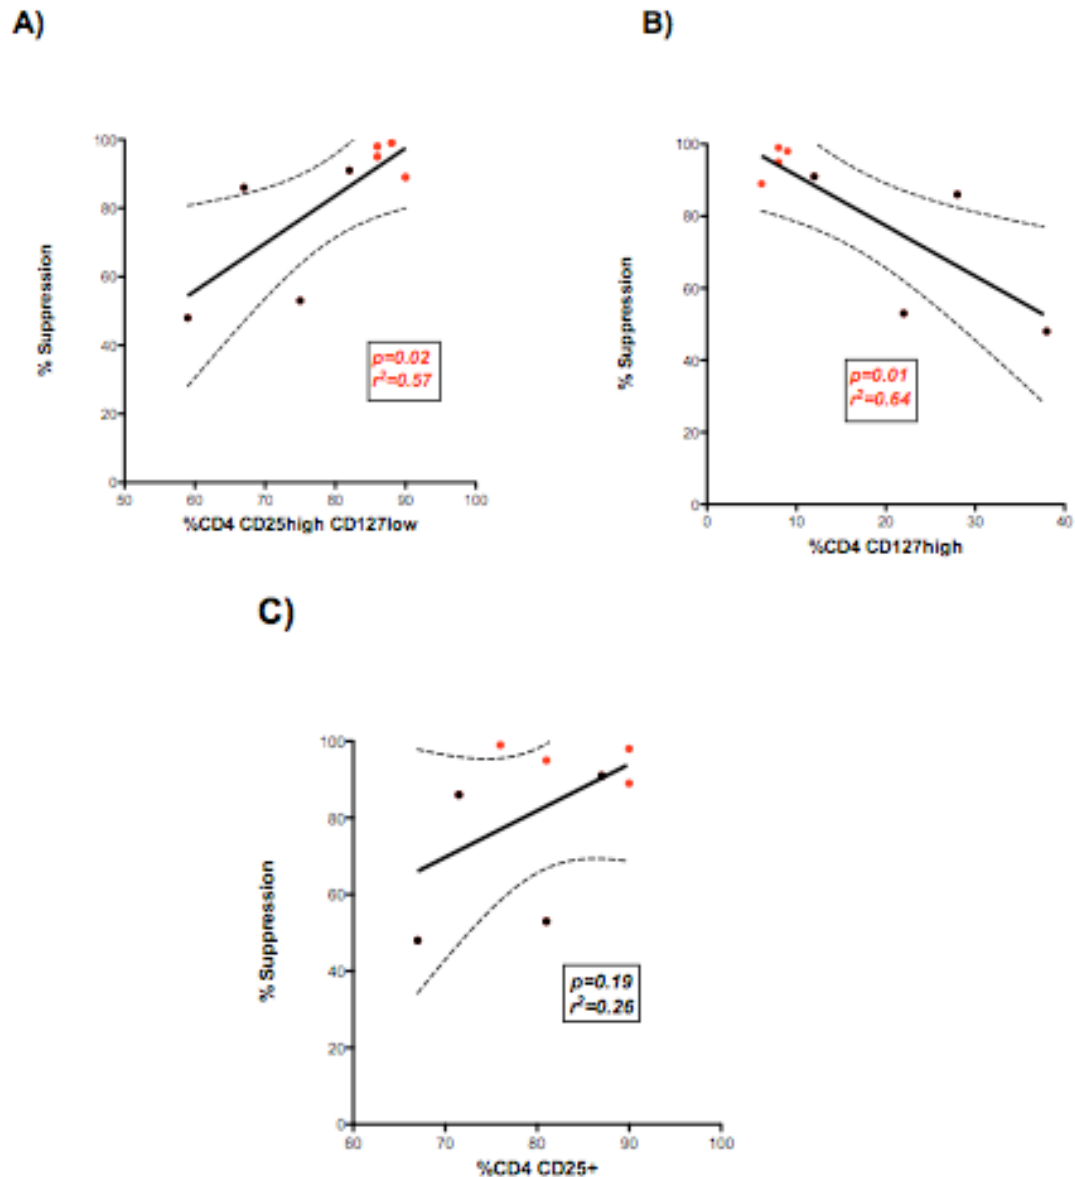 A)
% Suppression
100
80
60
40
20
0
50
60
70
80
90
100
%CD4 CD25high CD127low
p=0.02
r²=0.57
B)
% Suppression
100
80
60
40
20
0
0
10
20
30
40
%CD4 CD127high
p=0.01
r²=0.64
C)
% Suppression
100
80
60
40
20
0
60
70
80
90
100
%CD4 CD25+
p=0.19
r²=0.26